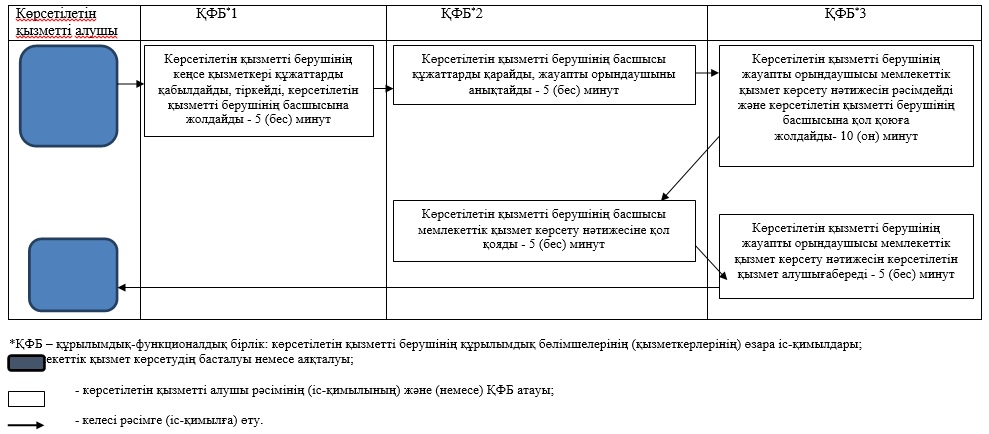 Көрсетілетін
қызметті алушы
ҚФБ*1
ҚФБ*2
ҚФБ*3
Көрсетілетін қызметті берушінің
кеңсе қызметкері құжаттарды
қабылдайды, тіркейді, көрсетілетін
қызметті берушінің басшысына
жолдайды - 5 (бес) минут
Көрсетілетін қызметті берушінің басшысы
құжаттарды қарайды, жауапты орындаушыны
анықтайды - 5 (бес) минут
Көрсетілетін қызметті берушінің
жауапты орындаушысы мемлекеттік
қызмет көрсету нәтижесін рәсімдейді
және көрсетілетін қызметті берушінің
басшысына қол қоюға
жолдайды- 10 (он) минут
Көрсетілетін қызметті берушінің басшысы
мемлекеттік қызмет көрсету нәтижесіне қол
қояды - 5 (бес) минут
Көрсетілетін қызметті берушінің
жауапты орындаушысы мемлекеттік
қызмет көрсету нәтижесін көрсетілетін
қызмет алушығабереді - 5 (бес) минут
*ҚФБ – құрылымдық-функционалдық бірлік: көрсетілетін қызметті берушінің құрылымдық бөлімшелерінің (қызметкерлерінің) өзара іс-қимылдары;
екеттік қызмет көрсетудің басталуы немесе аяқталуы;
- көрсетілетін қызметті алушы рәсімінің (іс-қимылының) және (немесе) ҚФБ атауы;
- келесі рәсімге (іс-қимылға) өту.